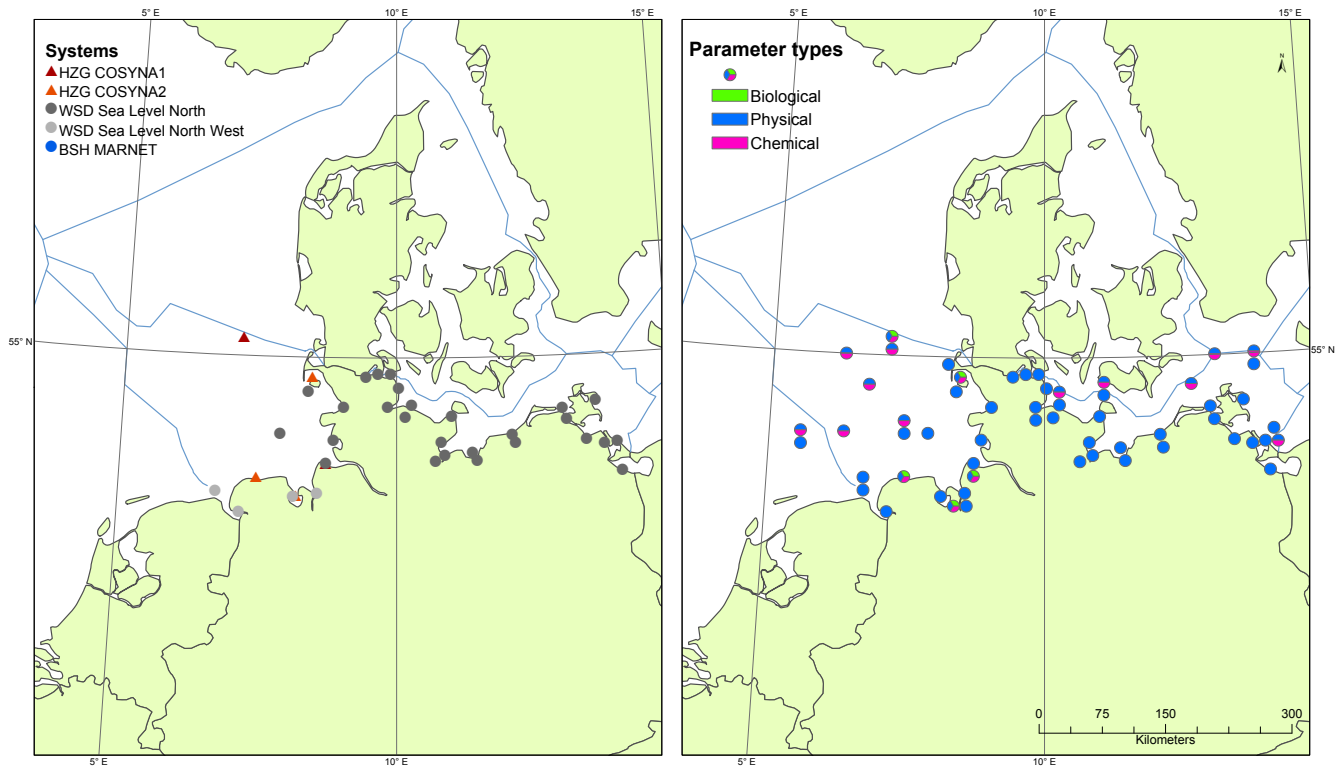 5° E
10° E
15° E
Systems
HZG COSYNA1
HZG COSYNA2
WSD Sea Level North
WSD Sea Level North West
BSH MARNET
55° N
5° E
10° E
5° E
10° E
15° E
Parameter types
N
Biological
Physical
Chemical
55° N
0 75 150 300
Kilometers
5° E
10° E